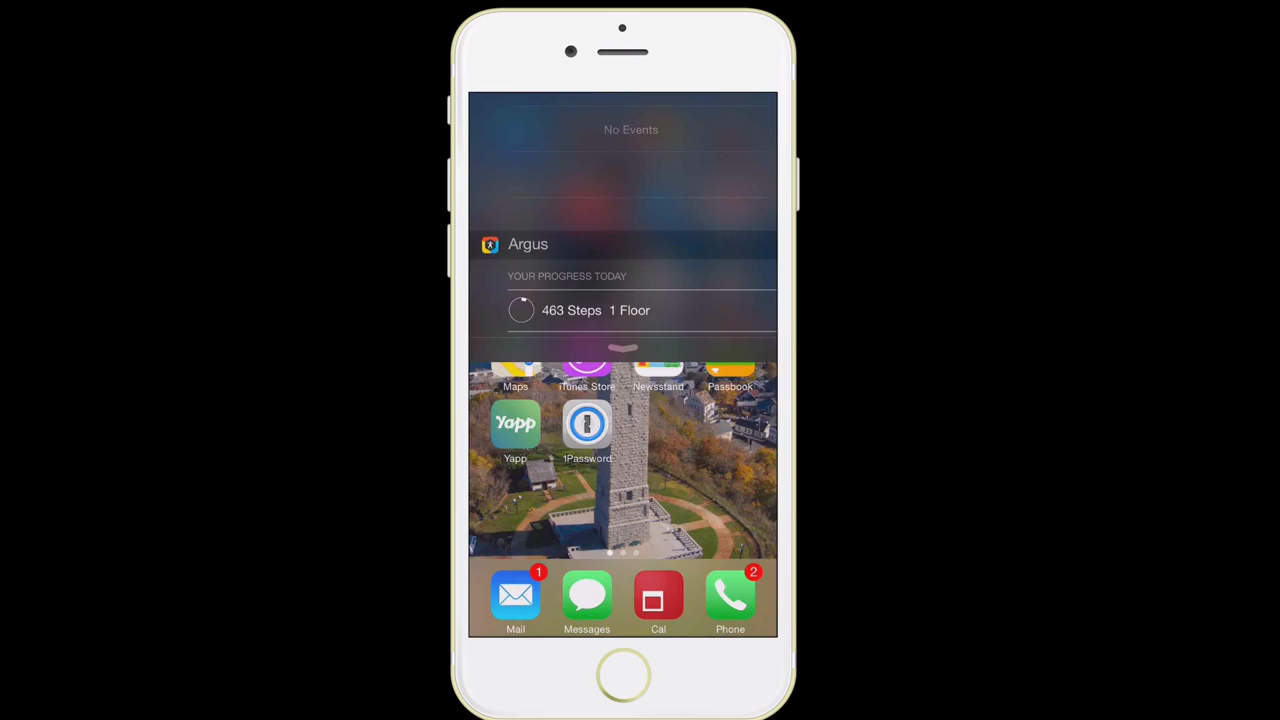 No Events
Argus
YOUR PROGRESS TODAY
463 Steps 1 Floor
Maps iTunes Store Newsstand Passbook
Yapp
Yapp 1Password
1 2
Mail Messages Cal Phone